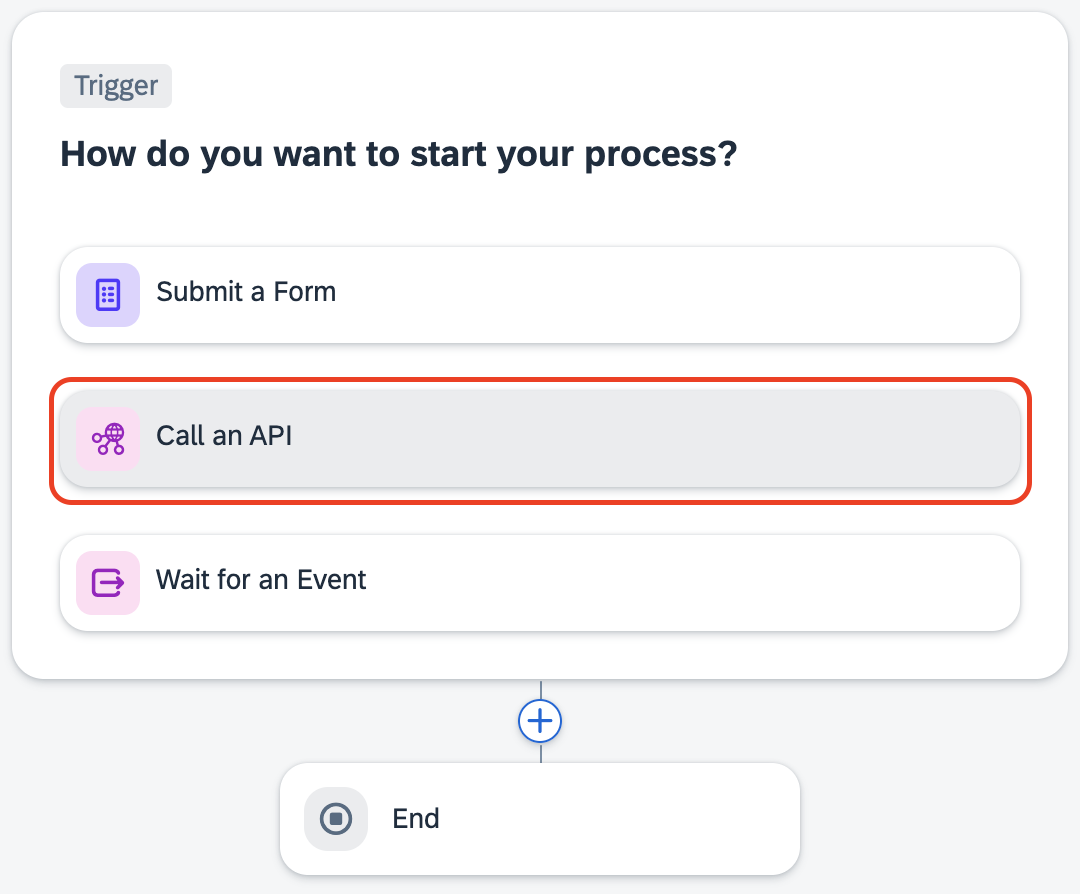 Trigger
How do you want to start your process?
Submit a Form
Call an API
Wait for an Event
End